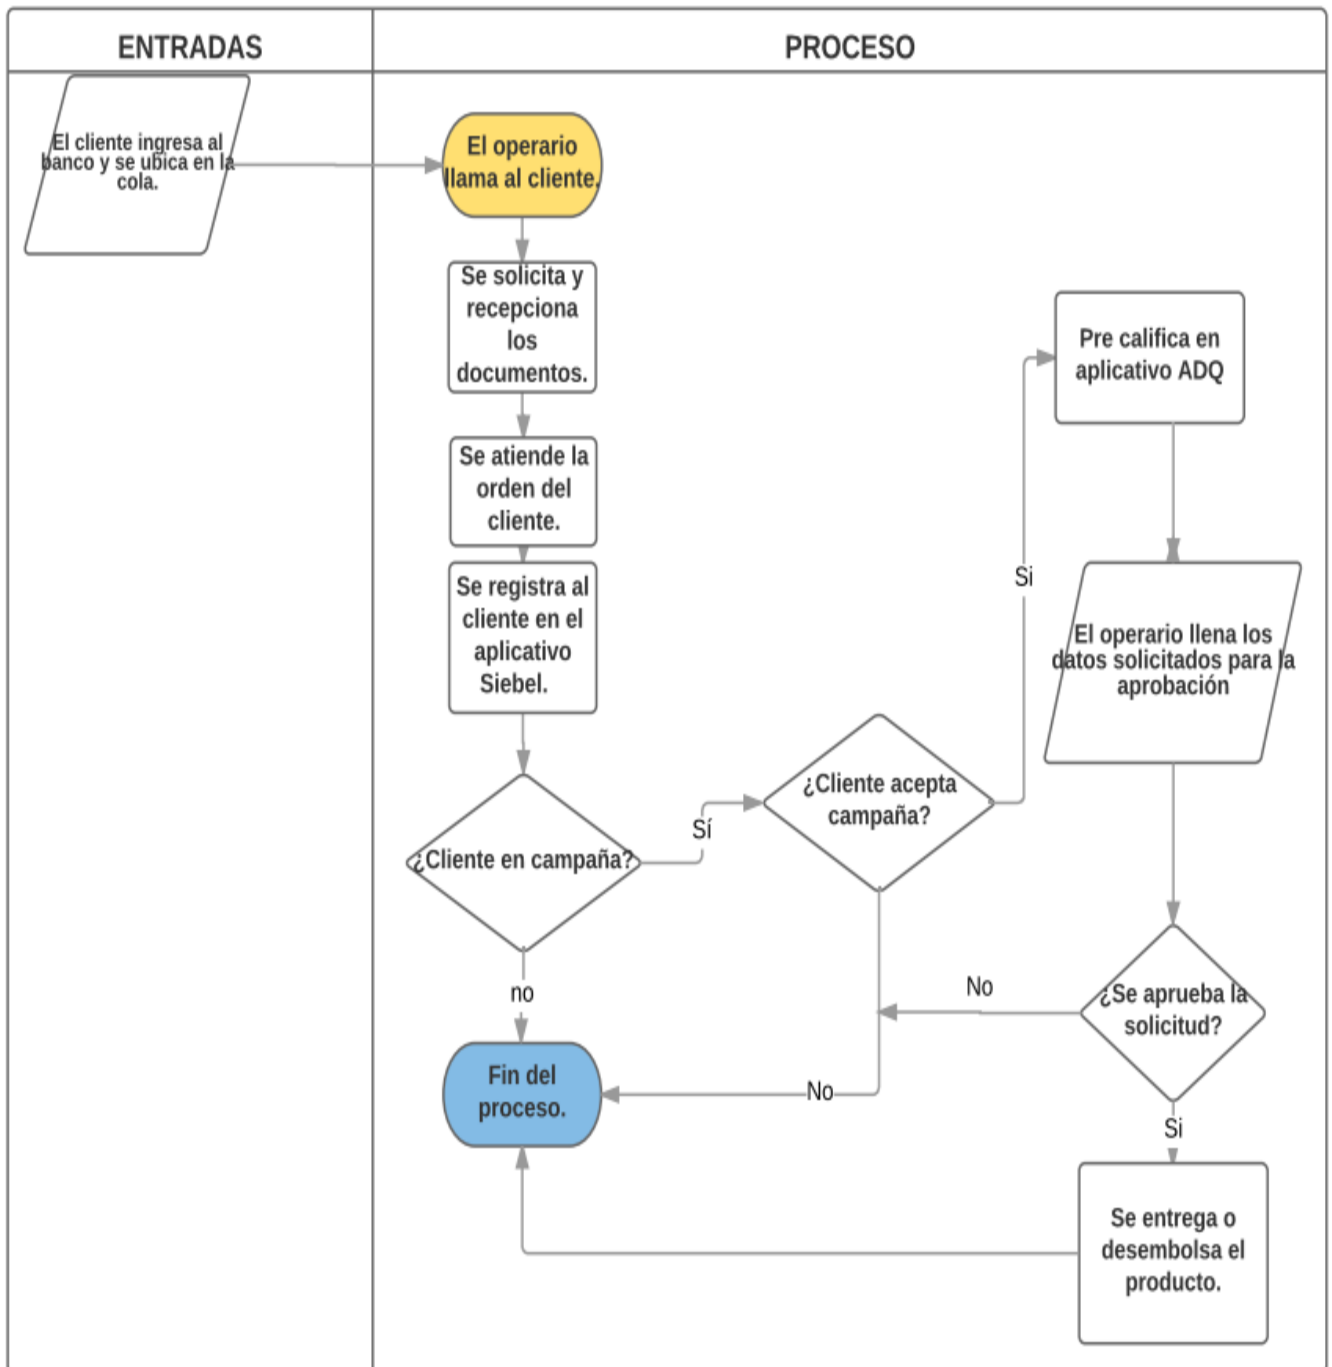 ENTRADAS
PROCESO
El cliente ingresa al
banco y se ubica en la
cola.
El operario
llama al cliente.
Se solicita y
recepciona
los
documentos.
Se atiende la
orden del
cliente.
Se registra al
cliente en el
aplicativo
Siebel.
¿Cliente en campaña?
Sí
no
¿Cliente acepta
campaña?
Si
No
Pre califica en
aplicativo ADQ
El operario llena los
datos solicitados para la
aprobación
¿Se aprueba la
solicitud?
No
Si
Se entrega o
desembolsa el
producto.
Fin del
proceso.